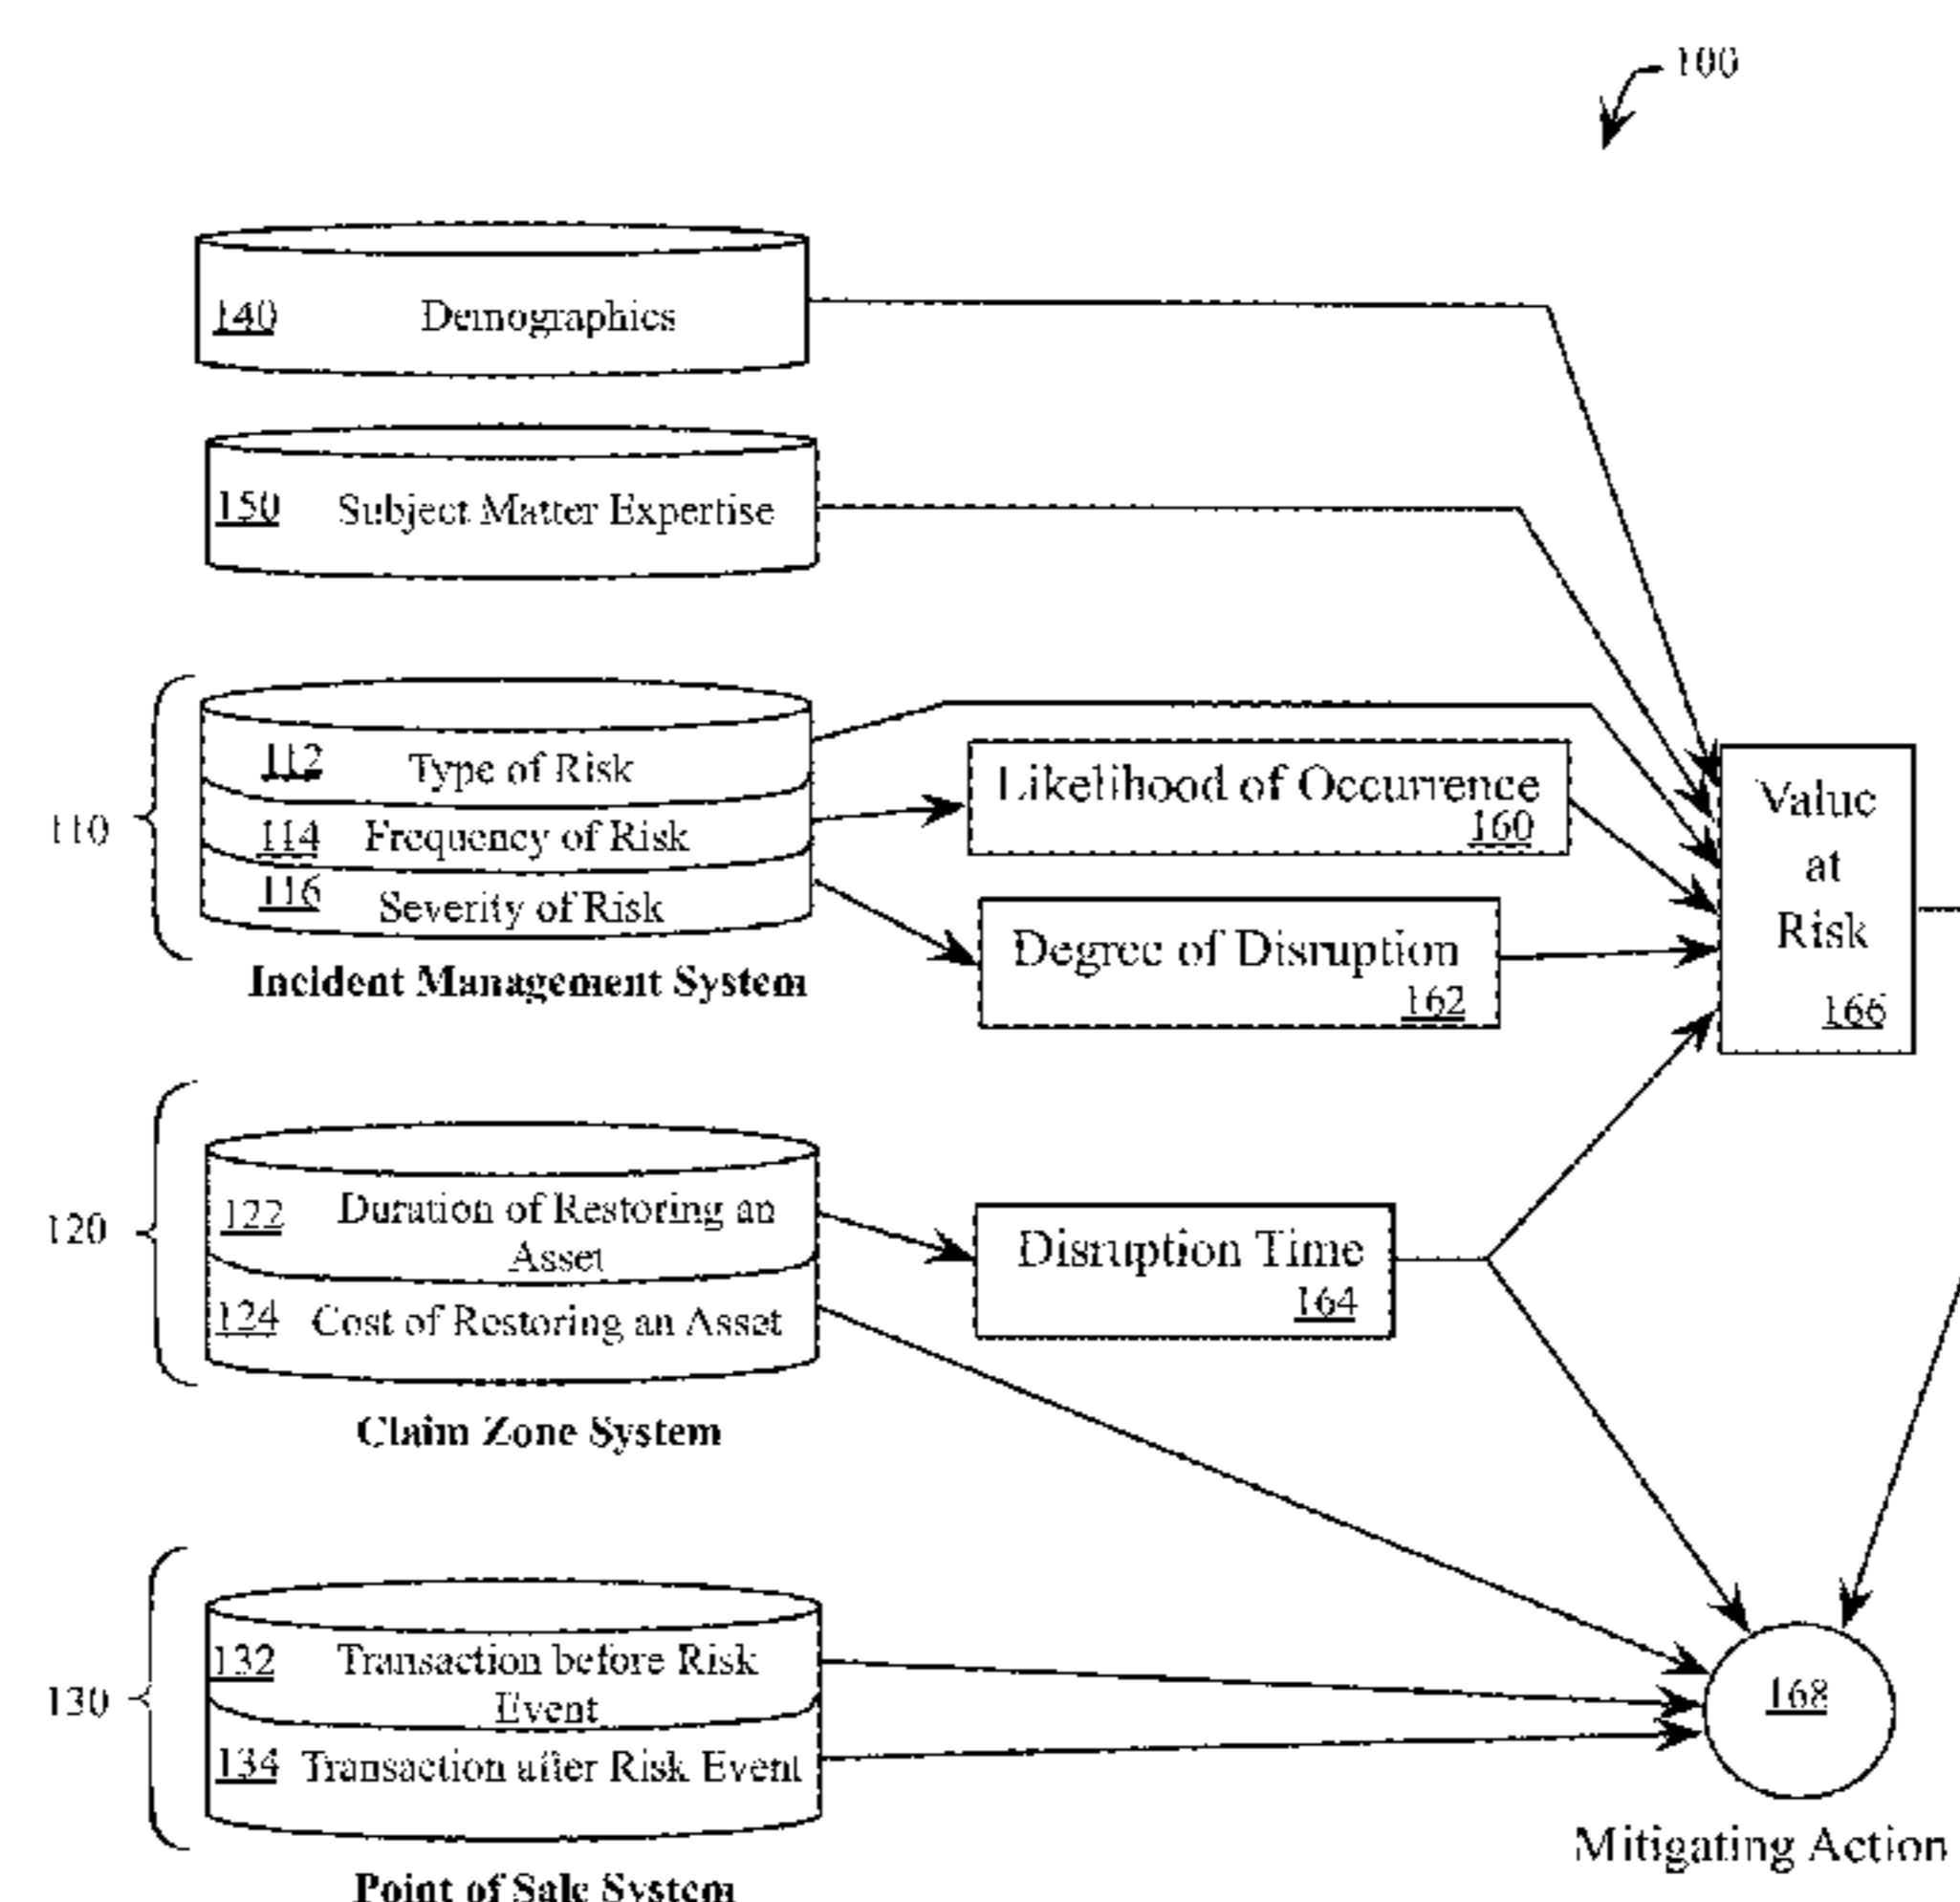 100
140 Demographics
150 Subject Matter Expertise
110
112 Type of Risk
114 Frequency of Risk
116 Severity of Risk
Incident Management System
Likelihood of Occurrence
160
Degree of Disruption
162
Value
at
Risk
166
120
122 Duration of Restoring an
Asset
124 Cost of Restoring an Asset
Claim Zone System
Disruption Time
164
130
132 Transaction before Risk
Event
134 Transaction after Risk Event
Point of Sale System
168
Mitigating Action